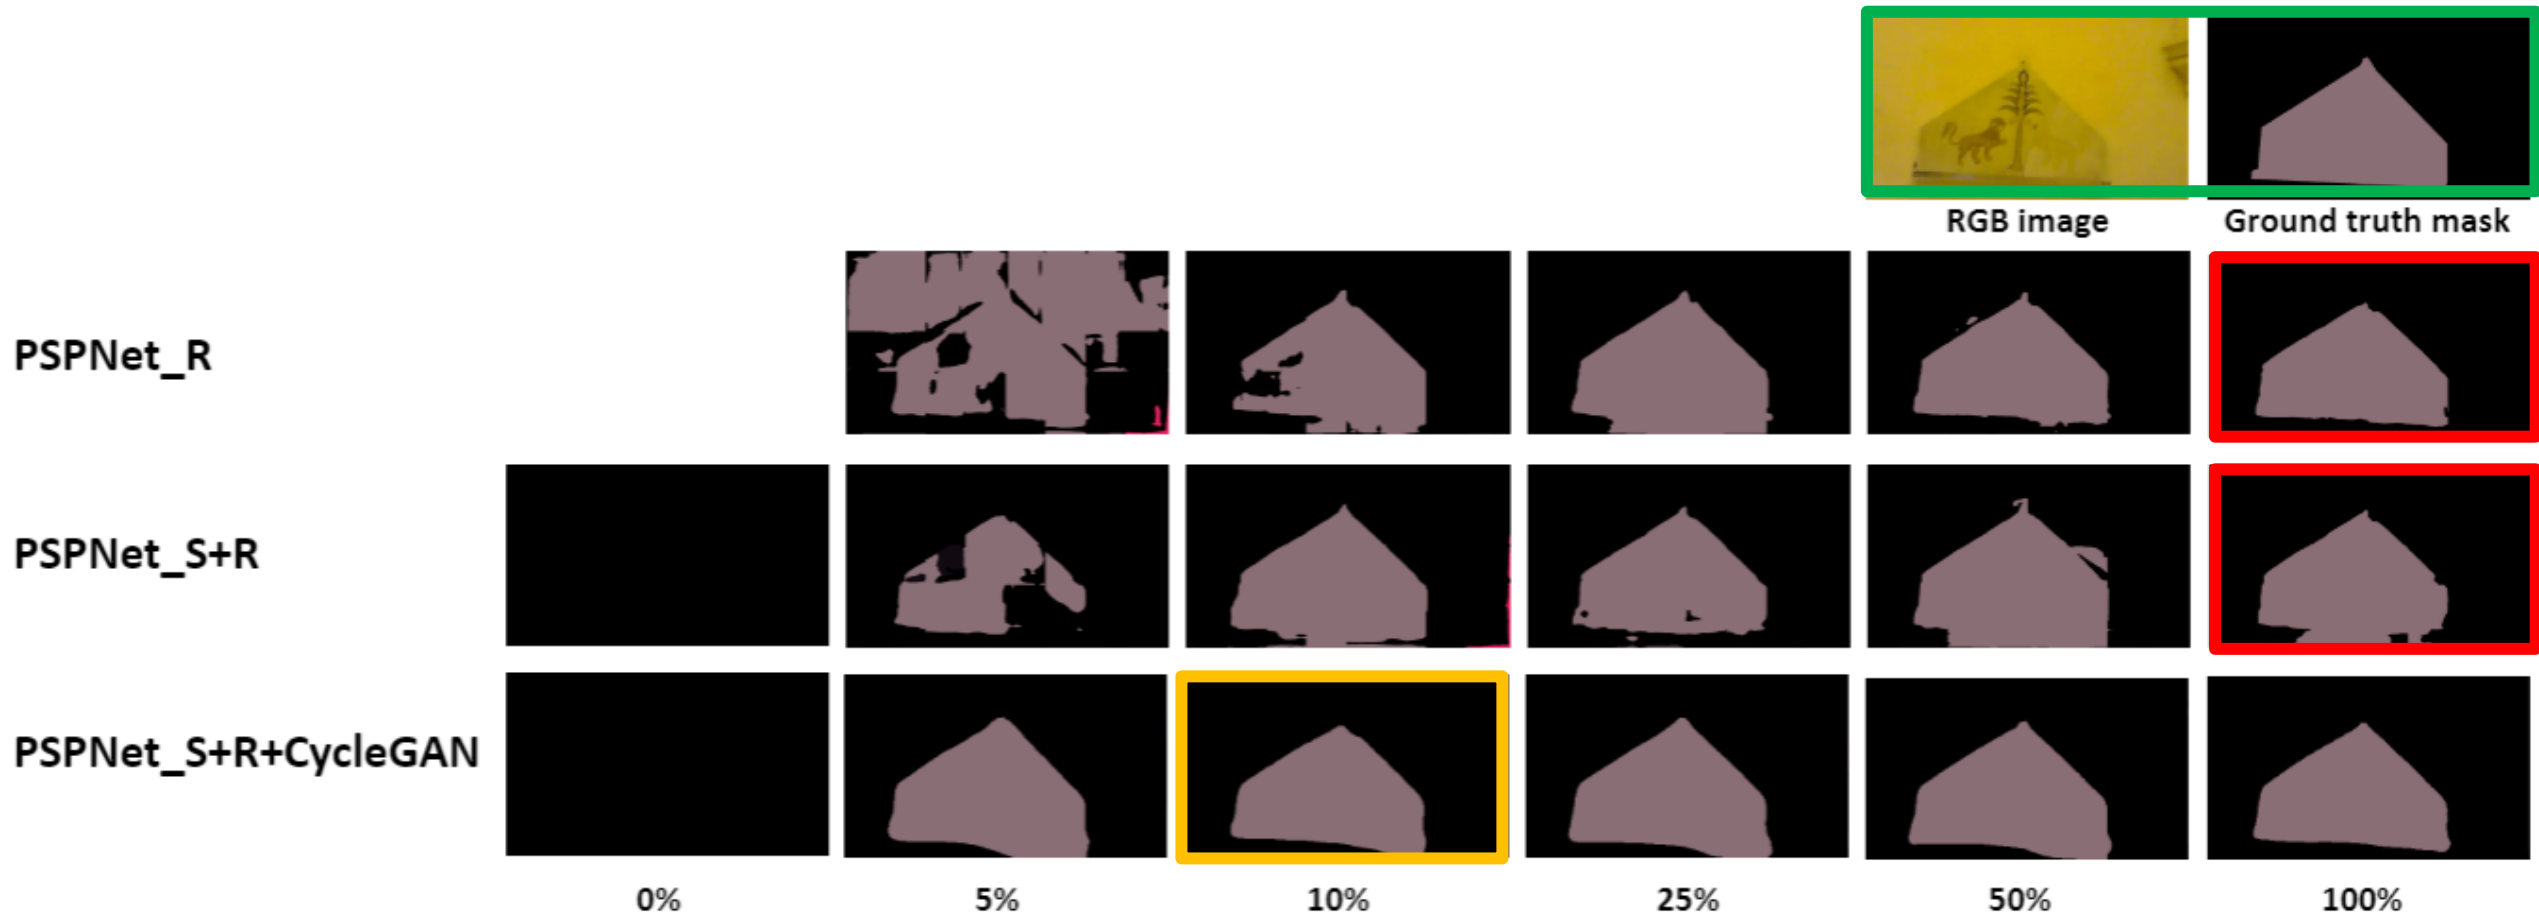 RGB image Ground truth mask
PSPNet_R
PSPNet_S+R
PSPNet_S+R+CycleGAN
0% 5% 10% 25% 50% 100%